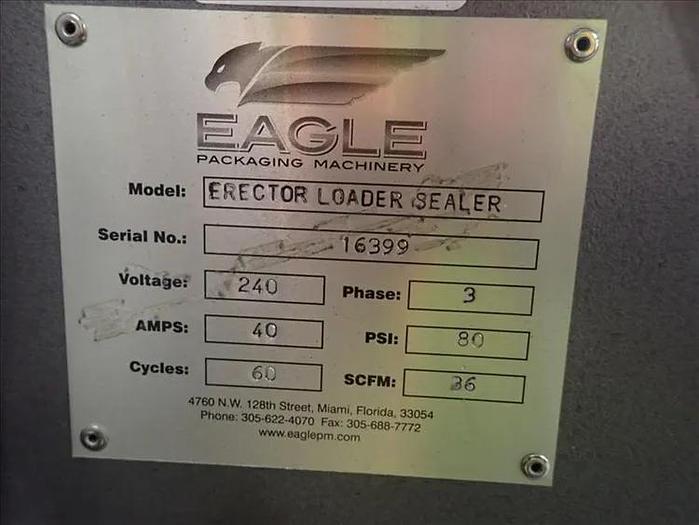 EAGLE
PACKAGING MACHINERY
Model: ERECTOR LOADER SEALER
Serial No.: 16399
Voltage: 240 Phase: 3
AMPS: 40 PSI: 80
Cycles: 60 SCFM: 36
4760 N.W. 128th Street, Miami, Florida, 33054
Phone: 305-622-4070 Fax: 305-688-7772
www.eaglepm.com